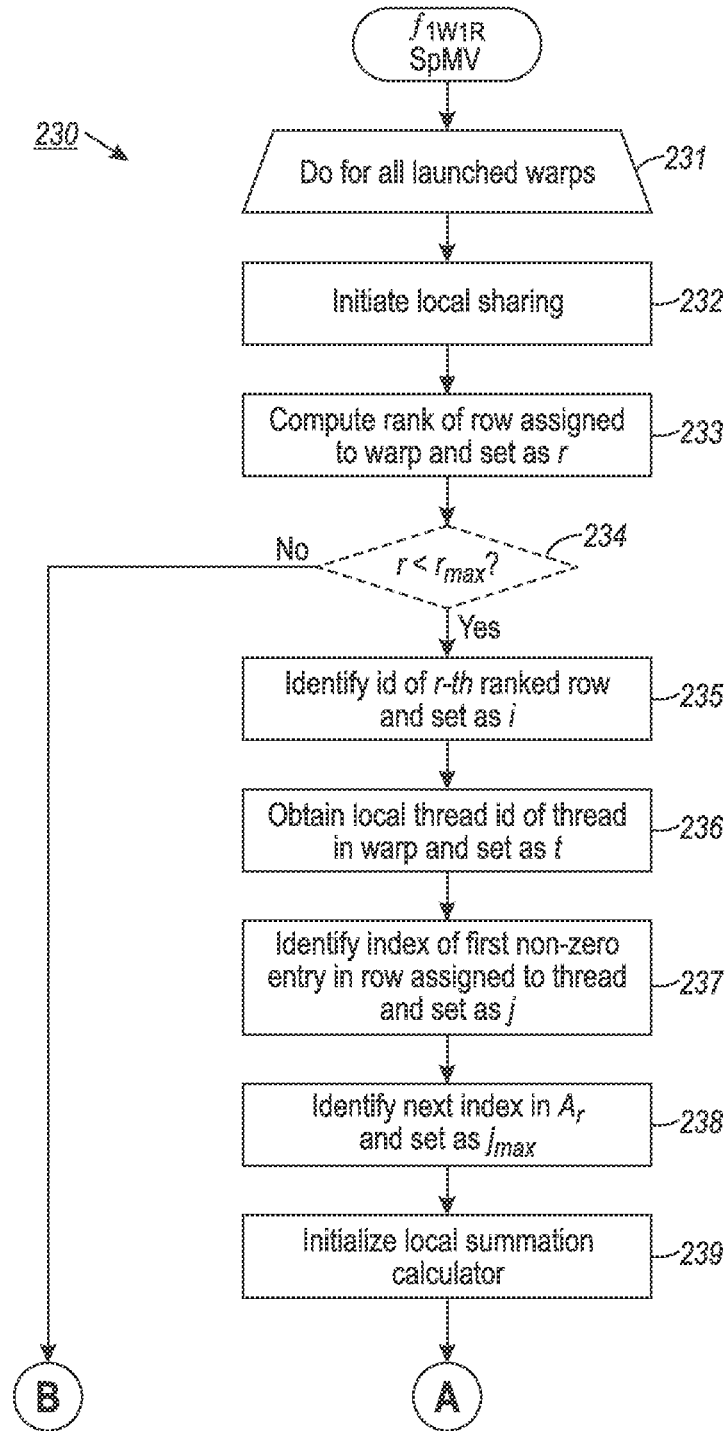 f1W1R
SpMV
230
Do for all launched warps
231
Initiate local sharing
232
Compute rank of row assigned
to warp and set as r
233
234
No
r < rmax?
Yes
Identify id of r-th ranked row
and set as i
235
Obtain local thread id of thread
in warp and set as t
236
Identify index of first non-zero
entry in row assigned to thread
and set as j
237
Identify next index in Ar
and set as jmax
238
Initialize local summation
calculator
239
B
A